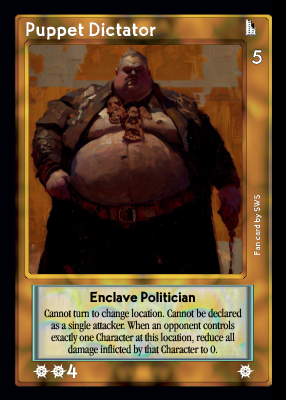 Puppet Dictator
5
Fan card by SWS
Enclave Politician
Cannot turn to change location. Cannot be declared
as a single attacker. When an opponent controls
exactly one Character at this location, reduce all
damage inflicted by that Character to 0.
4